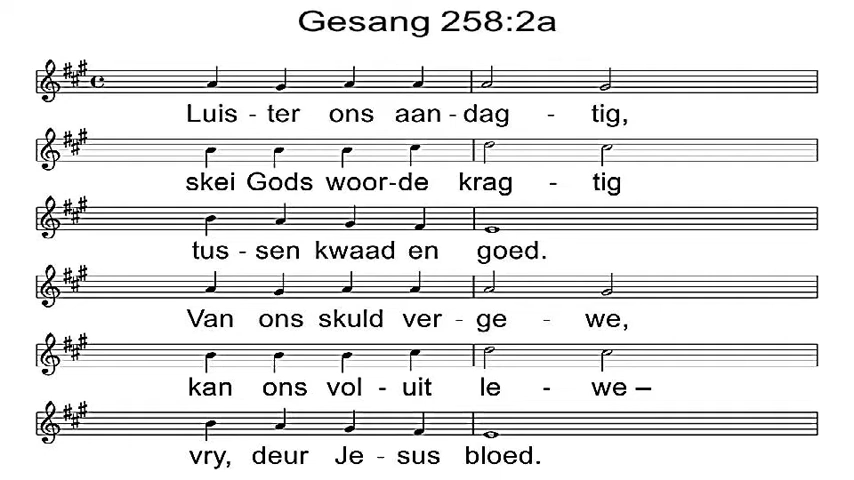 Gesang 258:2a
Luis - ter ons aan - dag - tig,
skei Gods woor-de krag - tig
tus - sen kwaad en goed.
Van ons skuld ver - ge - we,
kan ons vol - uit le - we –
vry, deur Je - sus bloed.